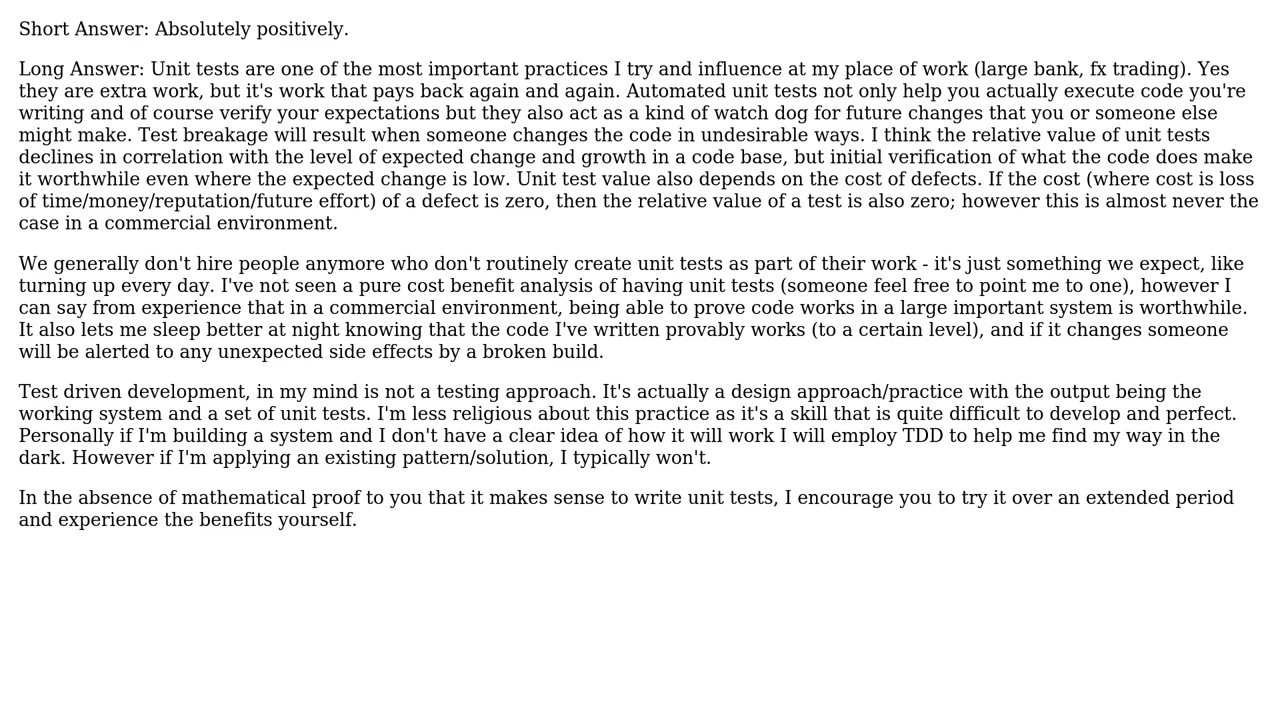 Short Answer: Absolutely positively.
Long Answer: Unit tests are one of the most important practices I try and influence at my place of work (large bank, fx trading). Yes
they are extra work, but it's work that pays back again and again. Automated unit tests not only help you actually execute code you're
writing and of course verify your expectations but they also act as a kind of watch dog for future changes that you or someone else
might make. Test breakage will result when someone changes the code in undesirable ways. I think the relative value of unit tests
declines in correlation with the level of expected change and growth in a code base, but initial verification of what the code does make
it worthwhile even where the expected change is low. Unit test value also depends on the cost of defects. If the cost (where cost is loss
of time/money/reputation/future effort) of a defect is zero, then the relative value of a test is also zero; however this is almost never the
case in a commercial environment.
We generally don't hire people anymore who don't routinely create unit tests as part of their work - it's just something we expect, like
turning up every day. I've not seen a pure cost benefit analysis of having unit tests (someone feel free to point me to one), however I
can say from experience that in a commercial environment, being able to prove code works in a large important system is worthwhile.
It also lets me sleep better at night knowing that the code I've written provably works (to a certain level), and if it changes someone
will be alerted to any unexpected side effects by a broken build.
Test driven development, in my mind is not a testing approach. It's actually a design approach/practice with the output being the
working system and a set of unit tests. I'm less religious about this practice as it's a skill that is quite difficult to develop and perfect.
Personally if I'm building a system and I don't have a clear idea of how it will work I will employ TDD to help me find my way in the
dark. However if I'm applying an existing pattern/solution, I typically won't.
In the absence of mathematical proof to you that it makes sense to write unit tests, I encourage you to try it over an extended period
and experience the benefits yourself.